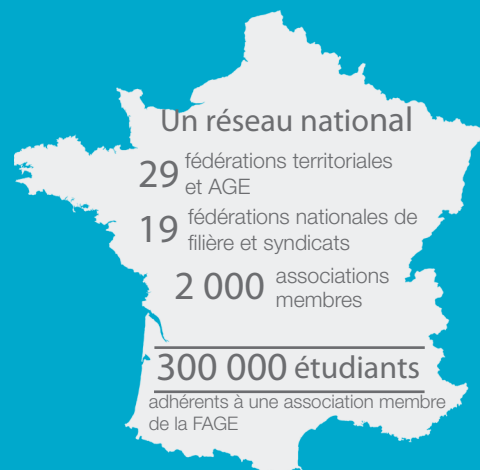 Un réseau national
29 fédérations territoriales
et AGE
19 fédérations nationales de
filière et syndicats
2 000 associations
membres
300 000 étudiants
adhérents à une association membre
de la FAGE